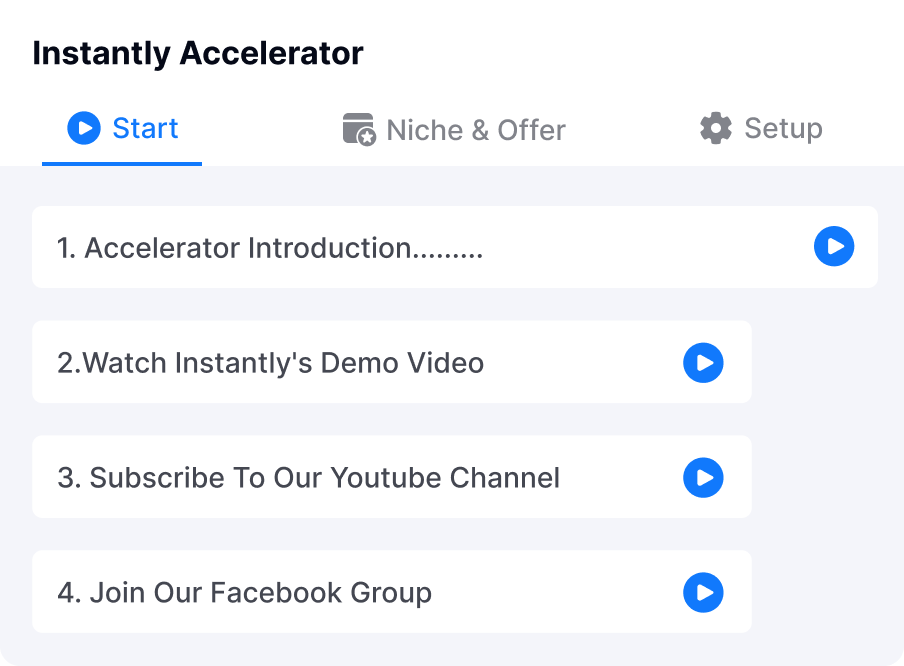 Instantly Accelerator
Start Niche & Offer Setup
1. Accelerator Introduction.........
2.Watch Instantly's Demo Video
3. Subscribe To Our Youtube Channel
4. Join Our Facebook Group